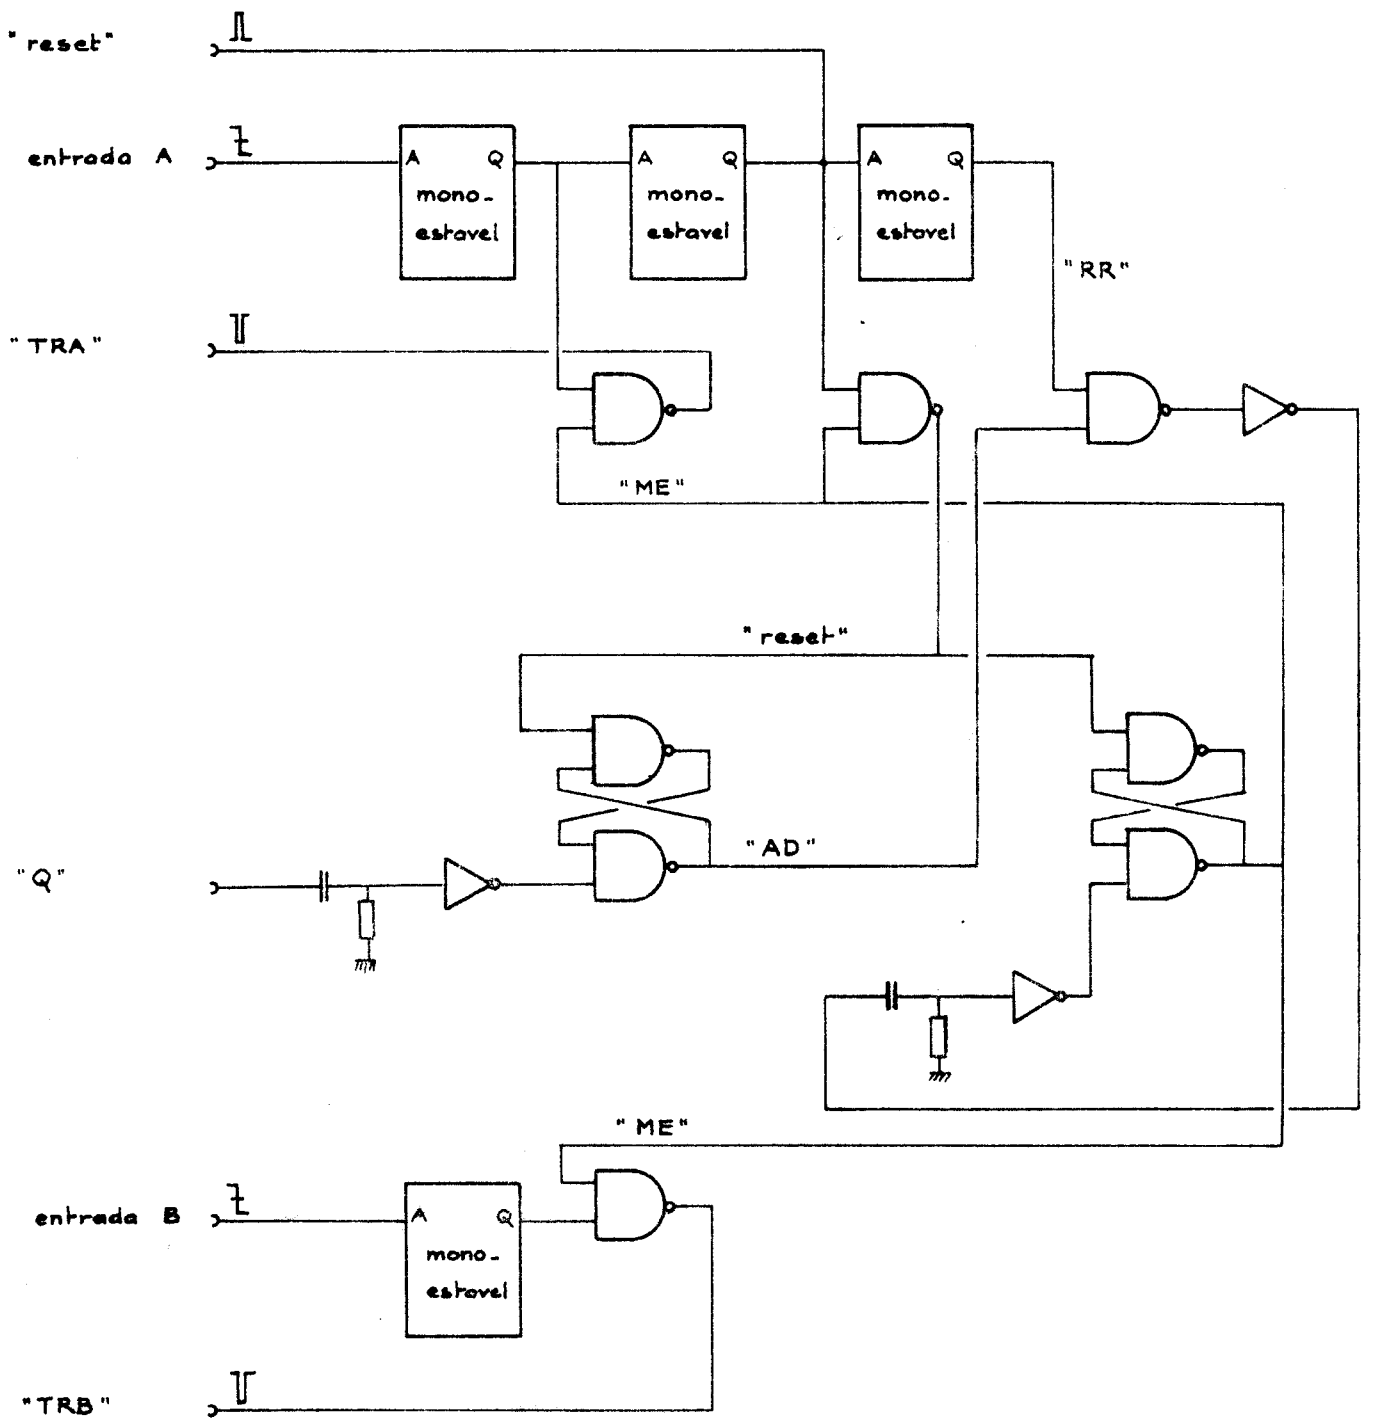 "reset"
entrada A
A Q
mono-
estavel
A Q
mono-
estavel
A Q
mono-
estavel
"RR"
"TRA"
"ME"
"reset"
"AD"
"Q"
"ME"
entrada B
A Q
mono-
estavel
"TRB"